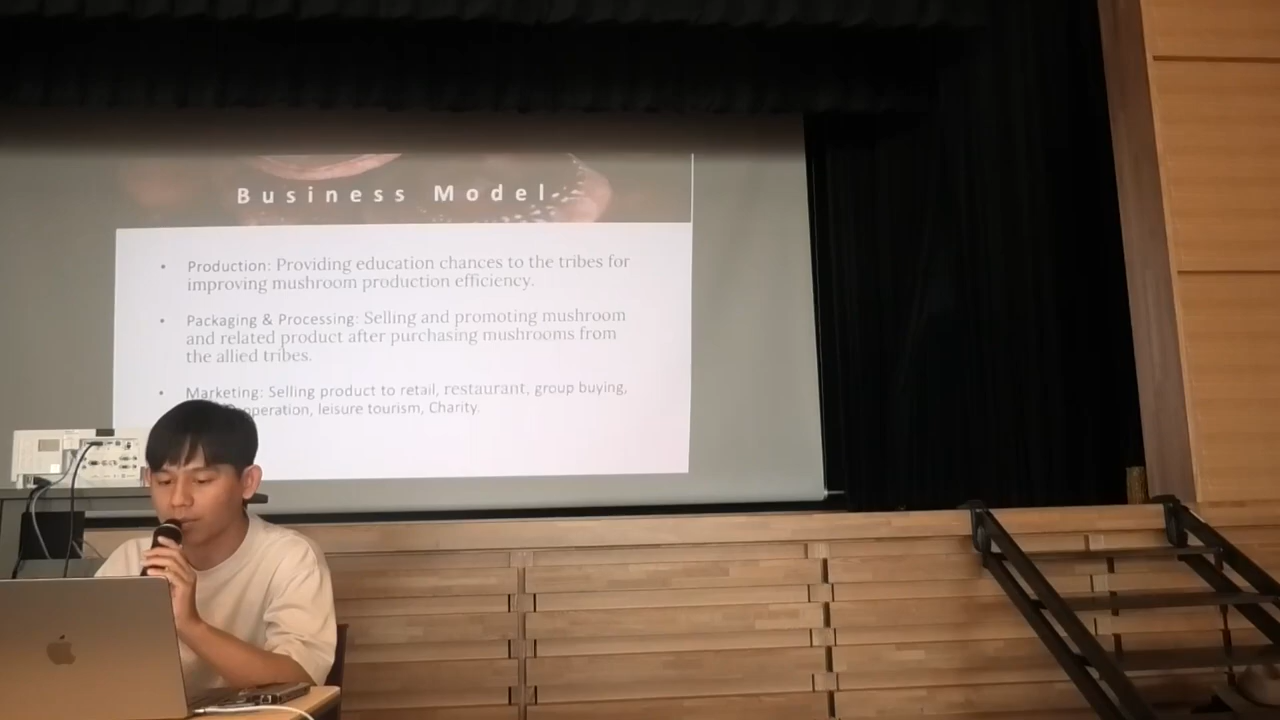 Business Model
• Production: Providing education chances to the tribes for
improving mushroom production efficiency.
• Packaging & Processing: Selling and promoting mushroom
and related product after purchasing mushrooms from
the allied tribes.
• Marketing: Selling product to retail, restaurant, group buying,
leisure tourism, Charity.